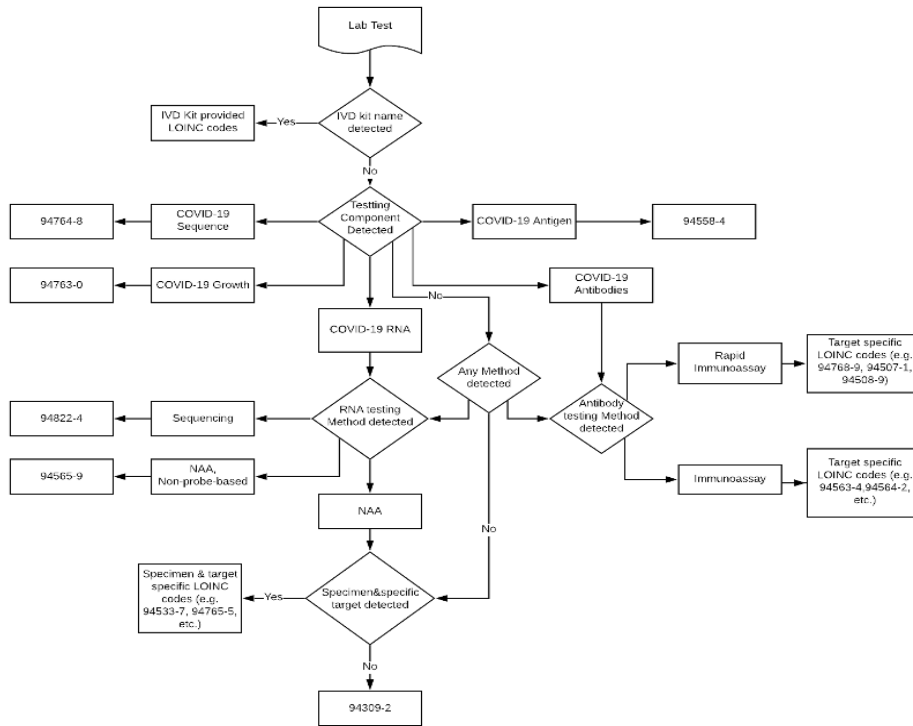 Lab Test
IVD Kit provided
LOINC codes
Yes
IVD kit name
detected
No
94764-8
COVID-19
Sequence
Testting
Component
Detected
COVID-19 Antigen
94558-4
94763-0
COVID-19 Growth
COVID-19
Antibodies
No
COVID-19 RNA
Any Method
detected
Rapid
Immunoassay
Target specific
LOINC codes (e.g.
94768-9, 94507-1,
94508-9)
94822-4
Sequencing
RNA testing
Method detected
Antibody
testing Method
detected
94565-9
NAA,
Non-probe-based
Immunoassay
Target specific
LOINC codes (e.g.
94563-4,94564-2,
etc.)
NAA
No
Specimen & target
specific LOINC
codes (e.g.
94533-7, 94765-5,
etc.)
Yes
Specimen&specific
target detected
No
94309-2